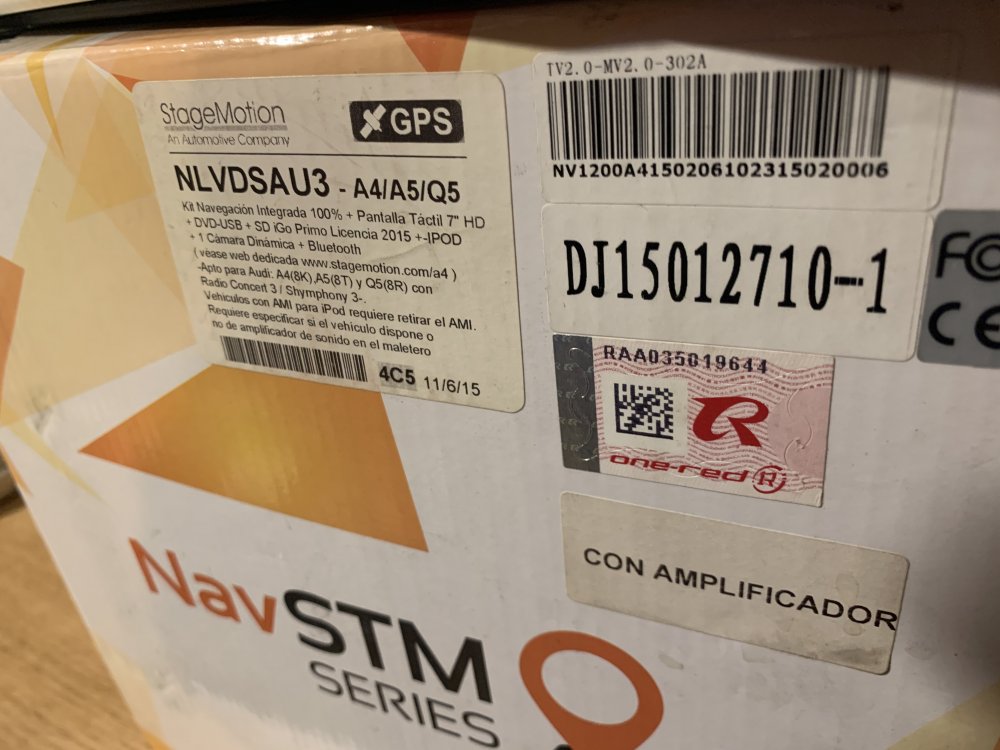 StageMotion
An Automotive Company
GPS
NLVDSAU3 - A4/A5/Q5
Kit Navegación Integrada 100% + Pantalla Táctil 7" HD
+ DVD-USB + SD iGo Primo Licencia 2015 +-IPOD
+ 1 Cámara Dinámica + Bluetooth
( véase web dedicada www.stagemotion.com/a4 )
-Apto para Audi: A4(8K),A5(8T) y Q5(8R) con
Radio Concert 3 / Shymphony 3-.
Vehiculos con AMI para iPod requiere retirar el AMI.
Requiere especificar si el vehiculo dispone o
no de amplificador de sonido en el maletero
4C5 11/6/15
TV2.0-MV2.0-302A
NV1200A4150206102315020006
DJ15012710-1
FC
CE
RAA035019644
R
one-red R
CON AMPLIFICADOR
NavSTM
SERIES